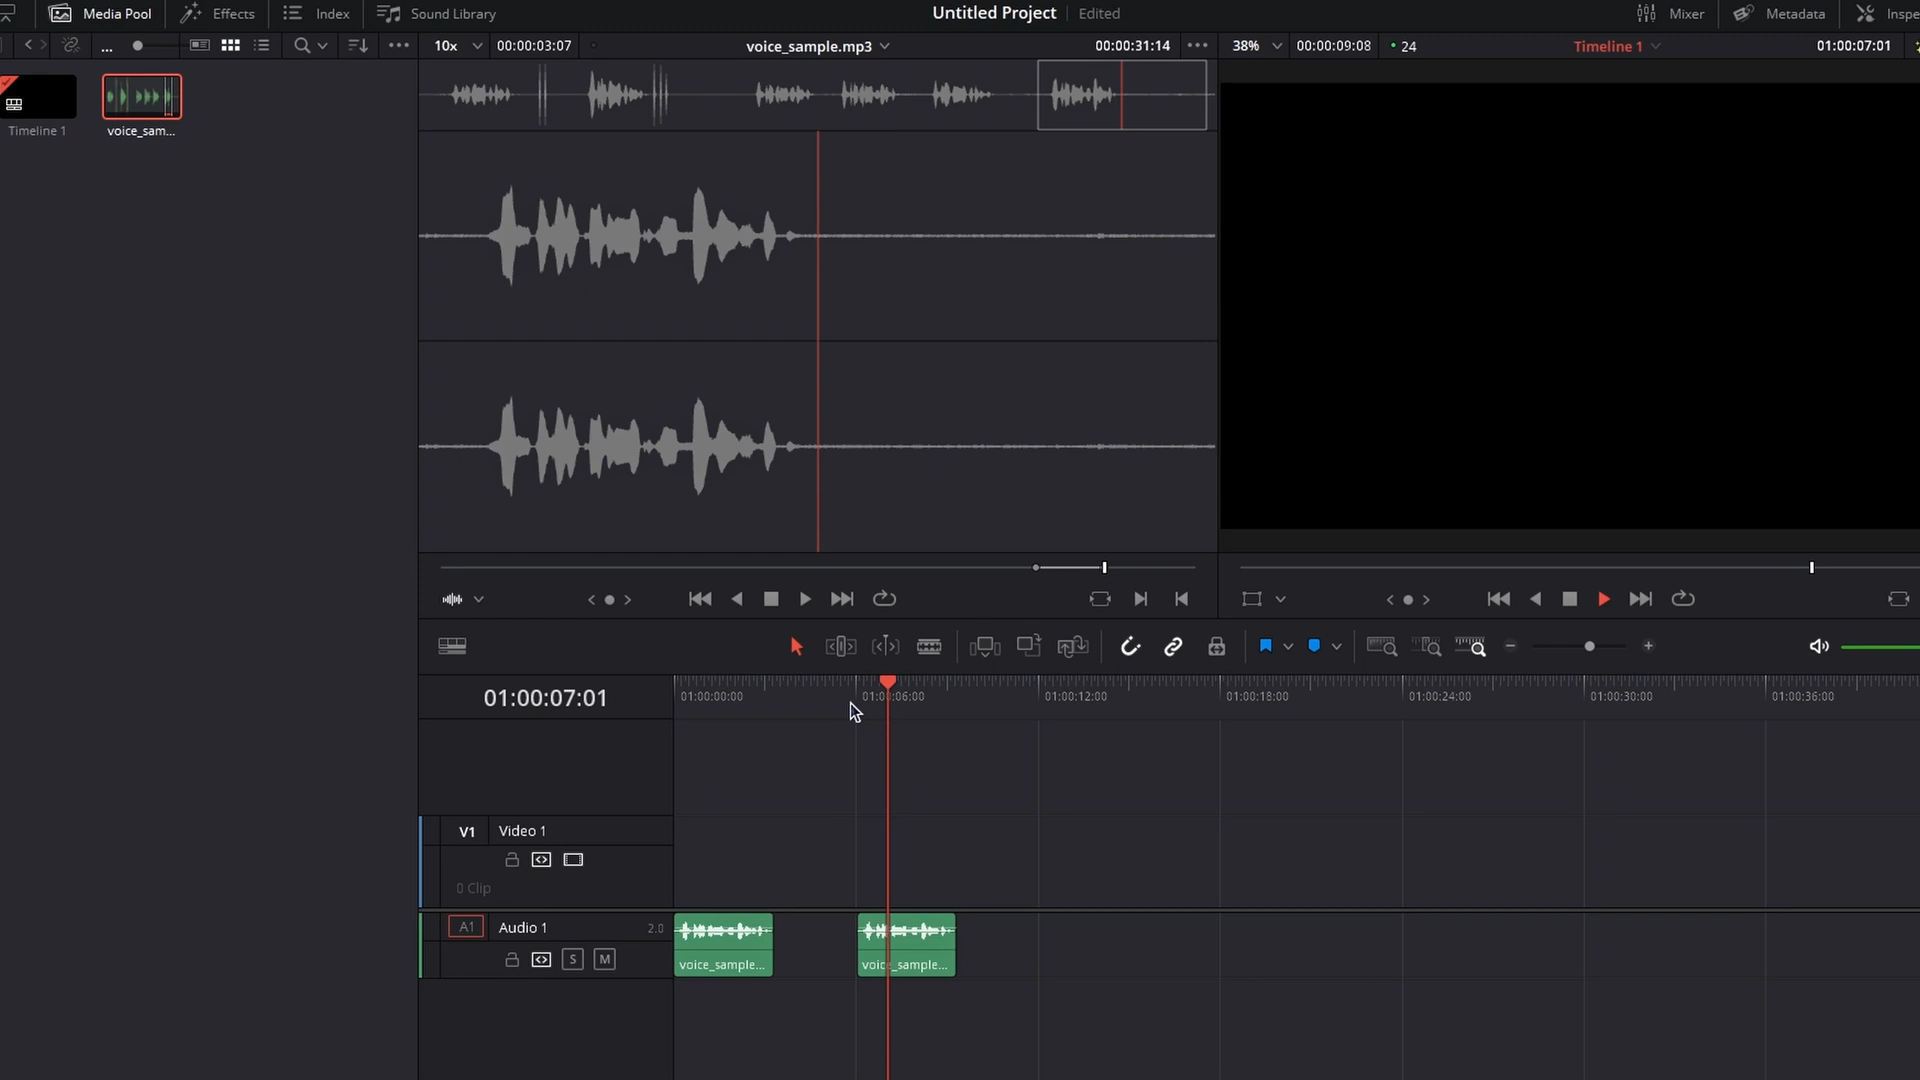 Media Pool
Effects
Index
Sound Library
Untitled Project
Edited
Mixer
Metadata
Inspe
...
10x
00:00:03:07
voice_sample.mp3
00:00:31:14
38%
00:00:09:08
24
Timeline 1
01:00:07:01
Timeline 1
voice_sam...
01:00:07:01
01:00:00:00
01:00:06:00
01:00:12:00
01:00:18:00
01:00:24:00
01:00:30:00
01:00:36:00
V1
Video 1
0 Clip
A1
Audio 1
2.0
S
M
voice_sample...
voice_sample...